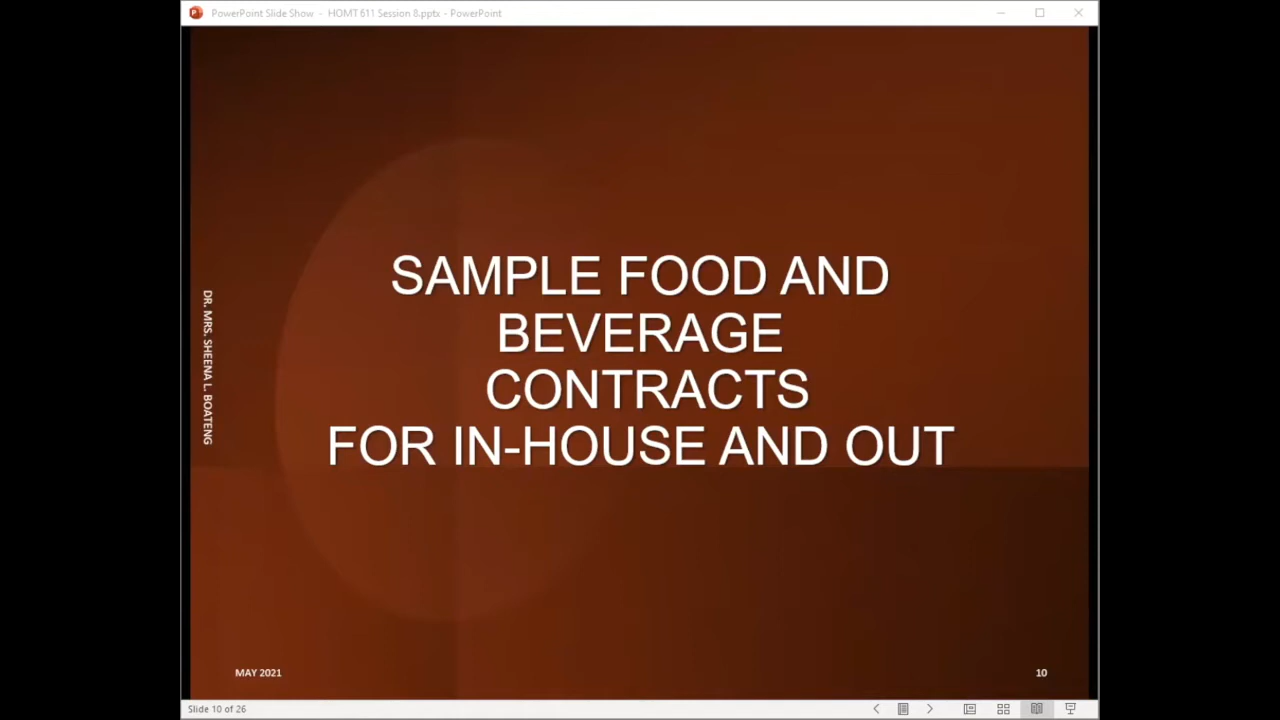 PowerPoint Slide Show - HOMT 611 Session 8.pptx - PowerPoint
SAMPLE FOOD AND
BEVERAGE
CONTRACTS
FOR IN-HOUSE AND OUT
DR. MRS. SHEENA L. BOATENG
MAY 2021
10
Slide 10 of 26